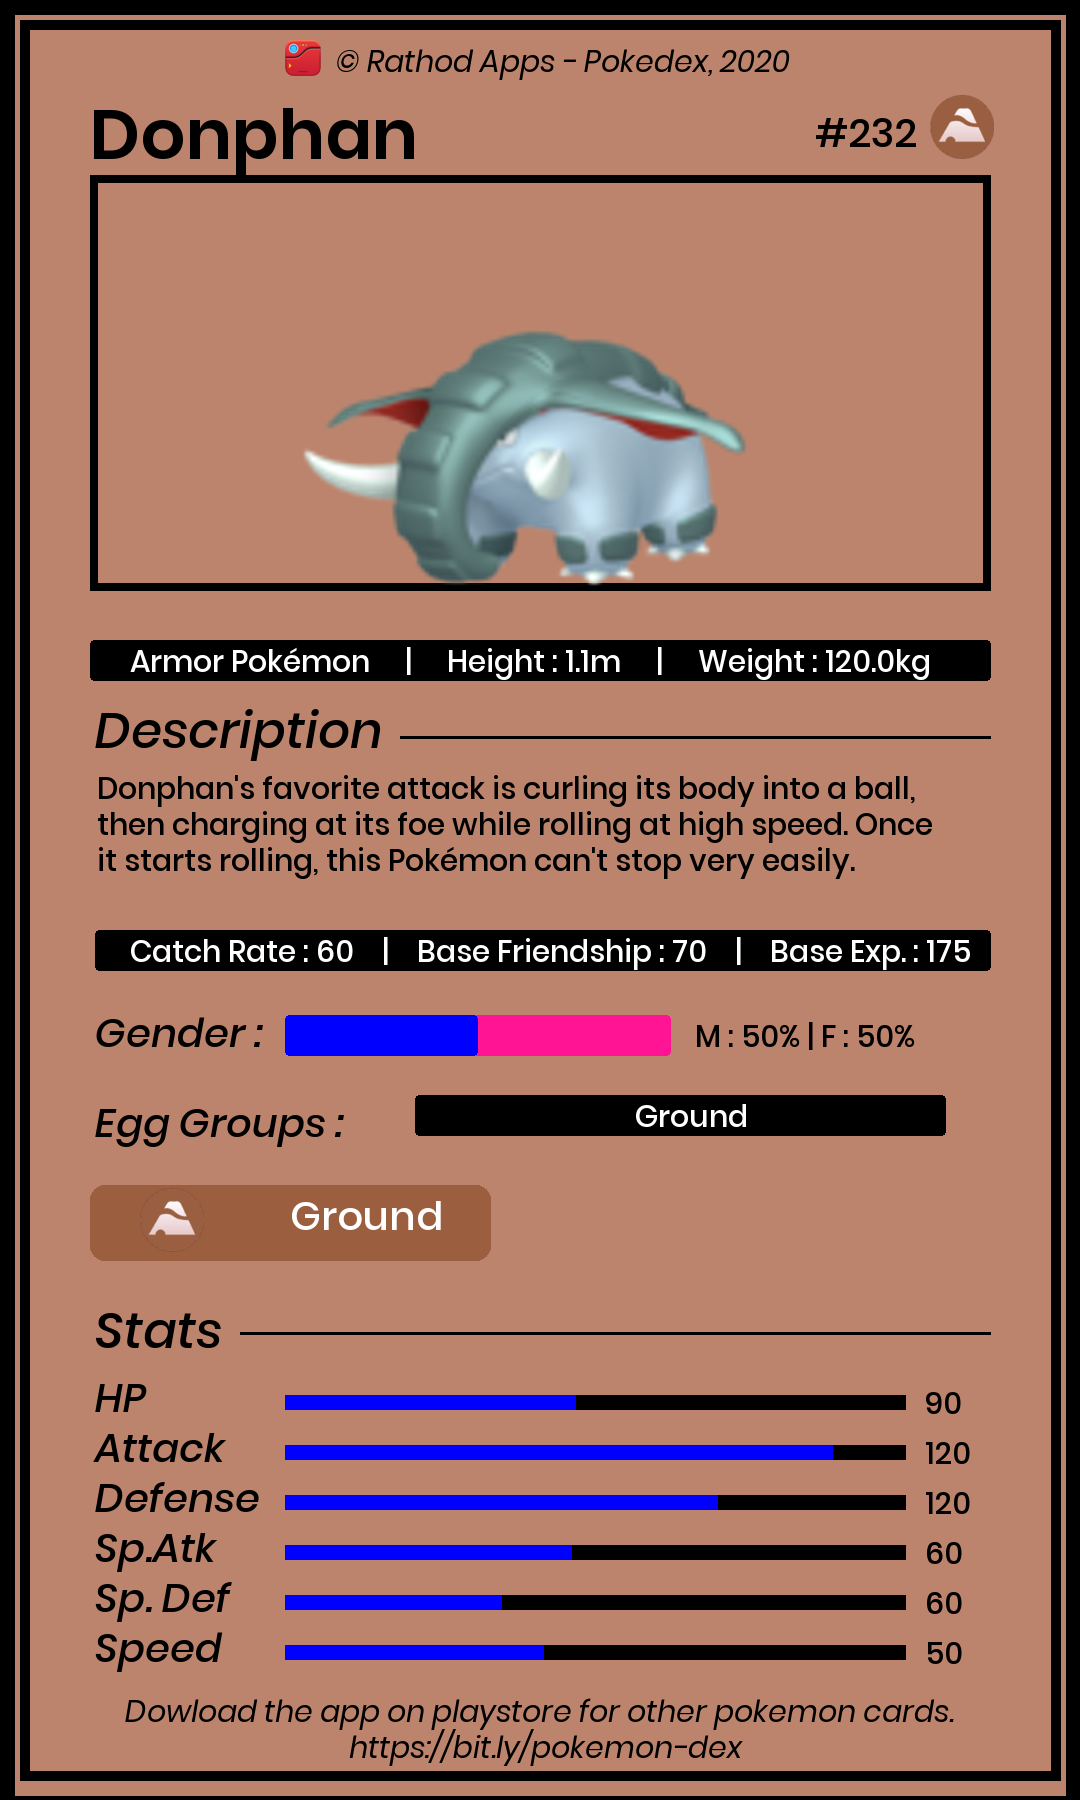 © Rathod Apps - Pokedex, 2020
Donphan #232
Armor Pokémon | Height : 1.1m | Weight : 120.0kg
Description
Donphan's favorite attack is curling its body into a ball,
then charging at its foe while rolling at high speed. Once
it starts rolling, this Pokémon can't stop very easily.
Catch Rate : 60 | Base Friendship : 70 | Base Exp. : 175
Gender : M : 50% | F : 50%
Egg Groups : Ground
Ground
Stats
HP 90
Attack 120
Defense 120
Sp.Atk 60
Sp. Def 60
Speed 50
Dowload the app on playstore for other pokemon cards.
https://bit.ly/pokemon-dex